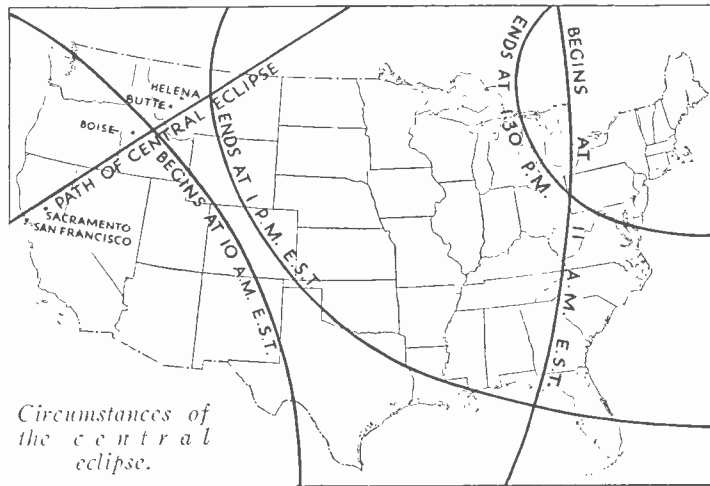 HELENA
BUTTE
BOISE
PATH OF CENTRAL ECLIPSE
SACRAMENTO
SAN FRANCISCO
BEGINS AT 10 A.M. E.S.T.
ENDS AT 1 P.M. E.S.T
ENDS AT 1:30 P.M.
BEGINS AT 11 A.M. E.S.T.
Circumstances of
the central
eclipse.